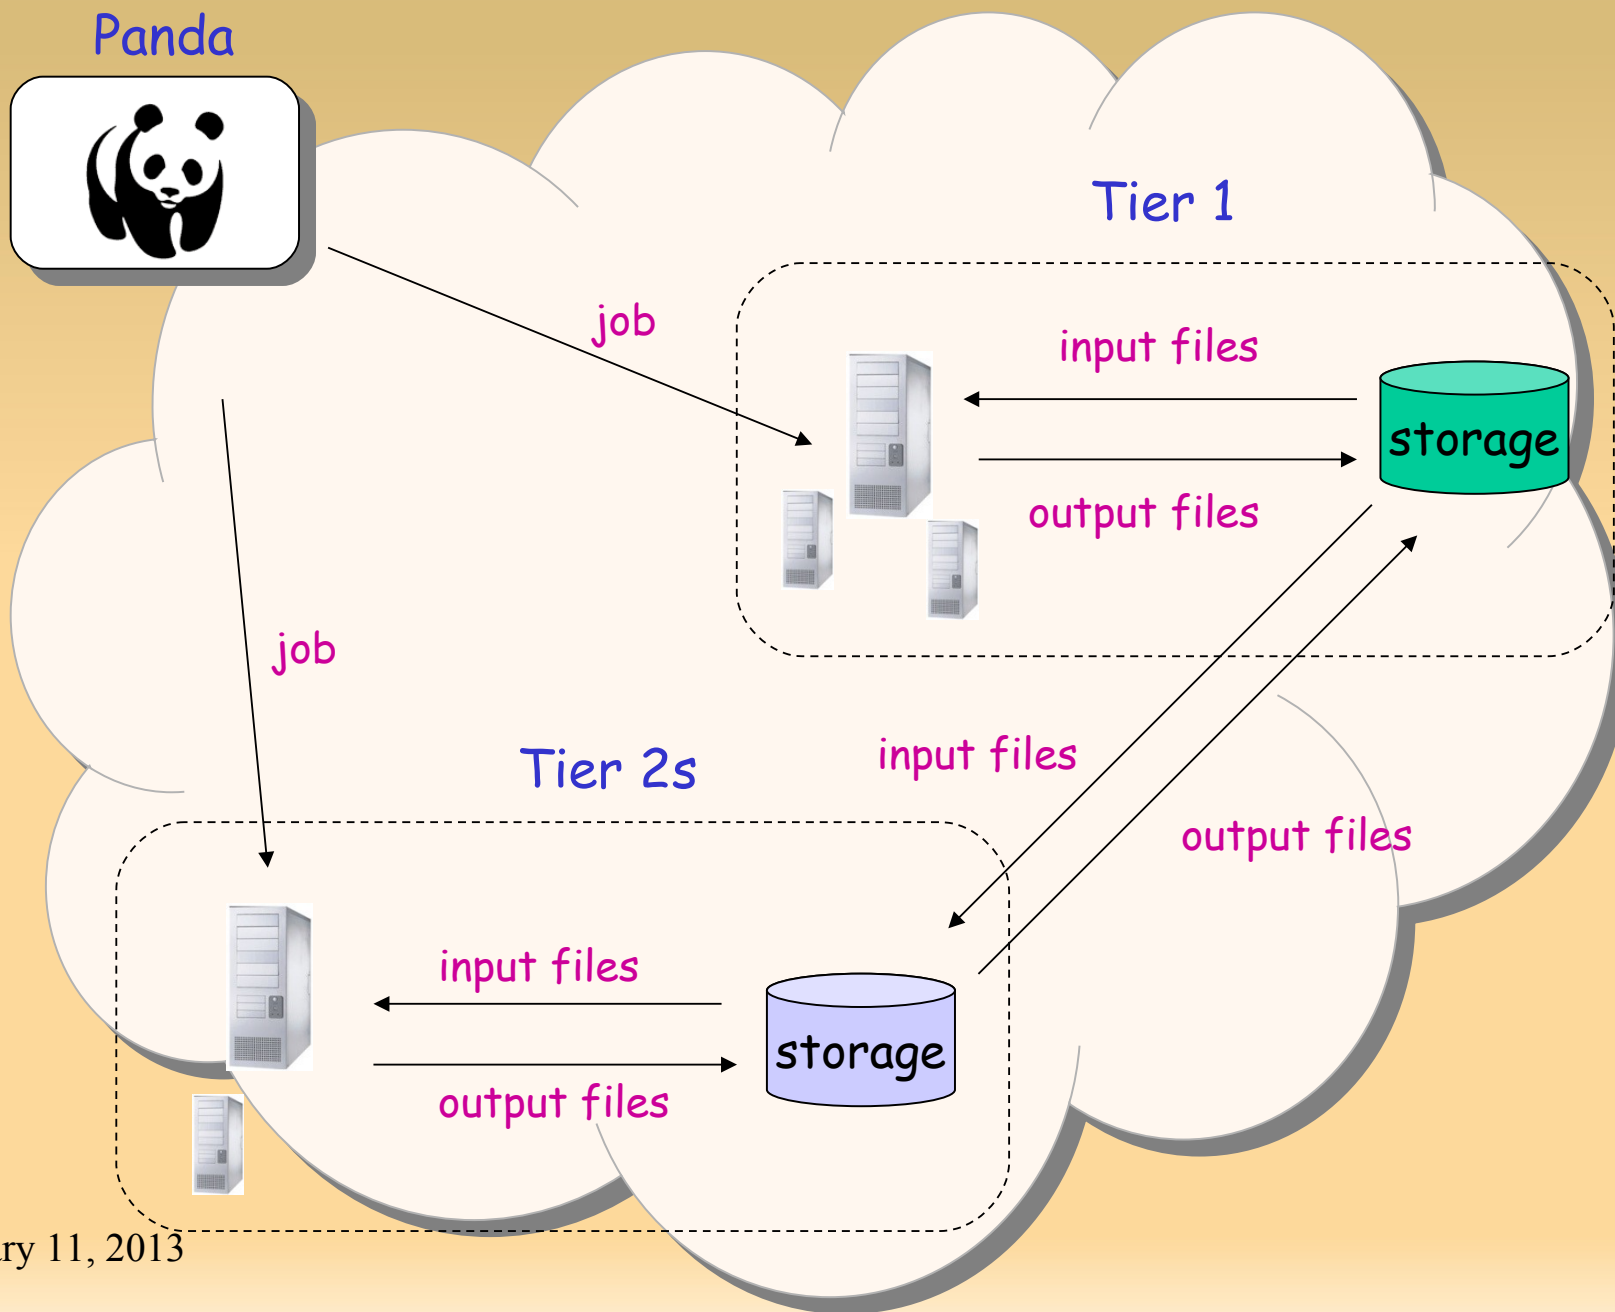 Panda
Tier 1
job
input files
storage
output files
job
Tier 2s
input files
output files
input files
storage
output files
11, 2013